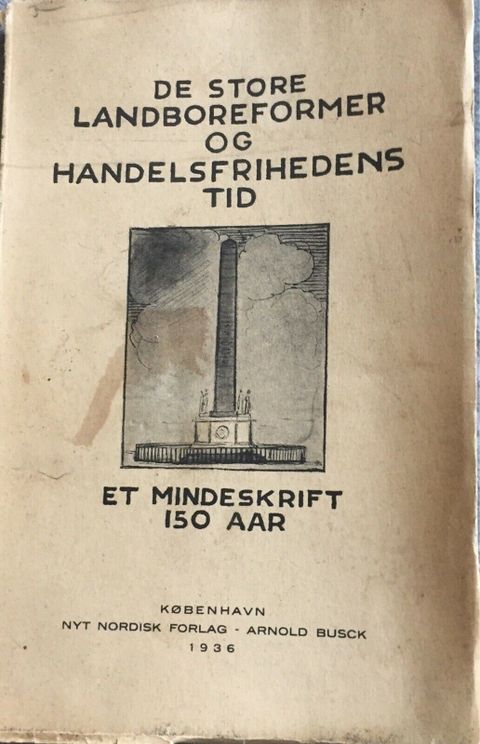 DE STORE
LANDBOREFORMER
OG
HANDELSFRIHEDENS
TID
ET MINDESKRIFT
150 AAR
KØBENHAVN
NYT NORDISK FORLAG - ARNOLD BUSCK
1936